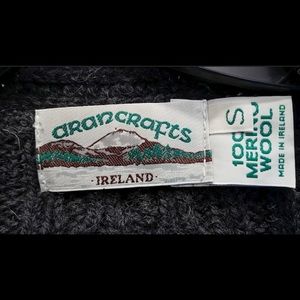 arancrafts
·IRELAND·
S
100%
MERINO
WOOL
MADE IN IRELAND